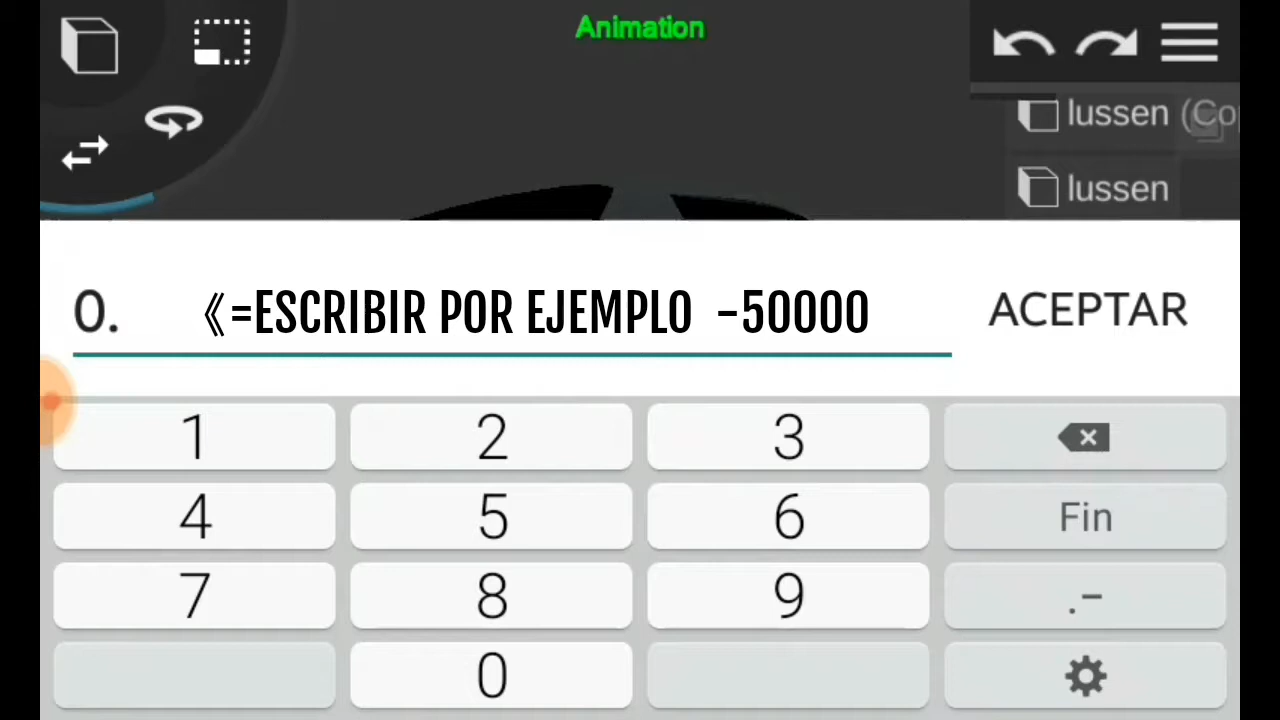 Animation
lussen (Co
lussen
0. 《=ESCRIBIR POR EJEMPLO -50000
ACEPTAR
1 2 3
4 5 6 Fin
7 8 9 .-
0